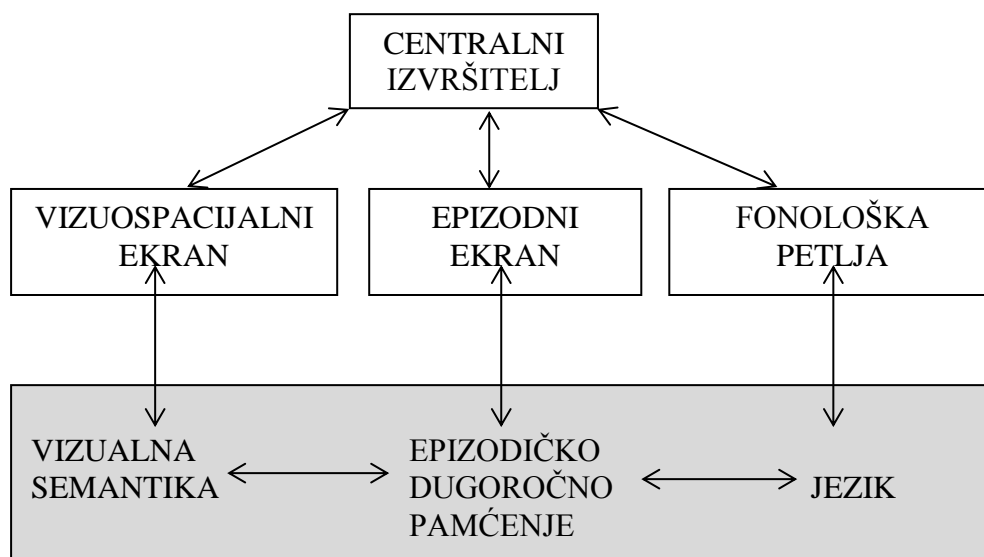 CENTRALNI
IZVRŠITELJ
VIZUOSPACIJALNI
EKRAN
EPIZODNI
EKRAN
FONOLOŠKA
PETLJA
VIZUALNA
SEMANTIKA
EPIZODIČKO
DUGOROČNO
PAMĆENJE
JEZIK